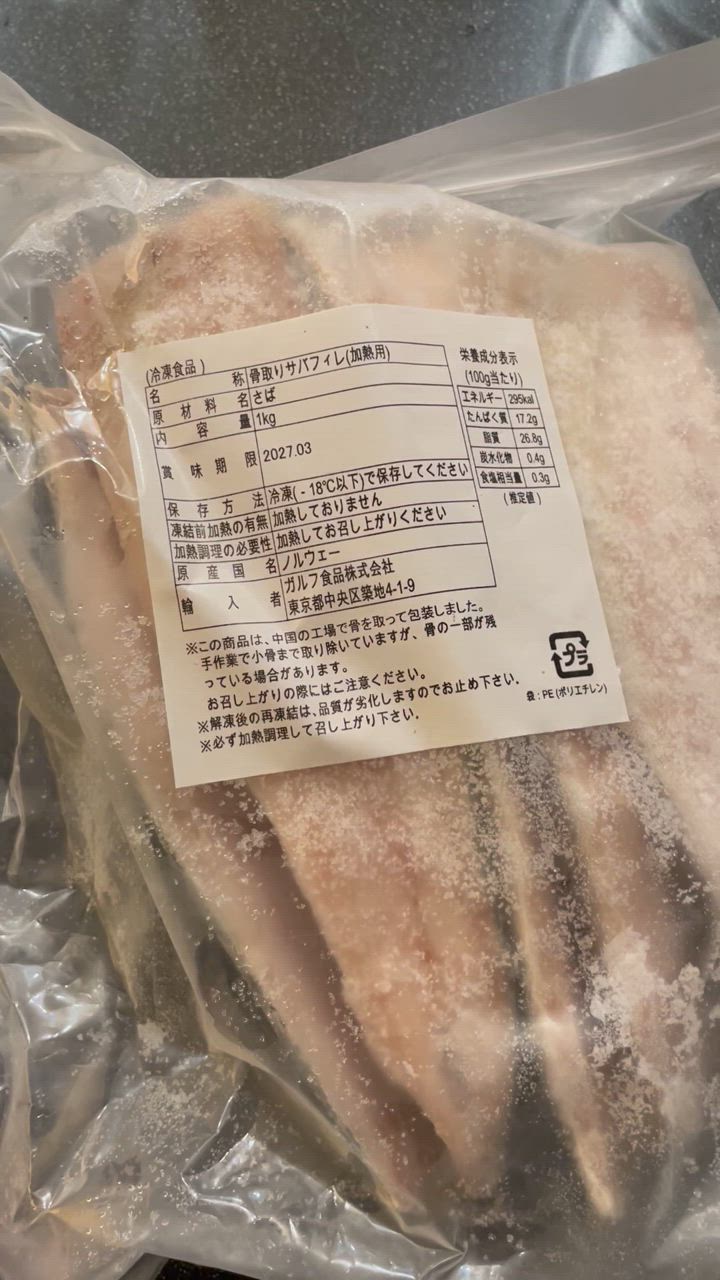 (冷凍食品)
名称 骨取りサバフィレ(加熱用)
原材料名 さば
内容量 1kg
賞味期限 2027.03
保存方法 冷凍(-18℃以下)で保存してください
凍結前加熱の有無 加熱しておりません
加熱調理の必要性 加熱してお召し上がりください
原産国名 ノルウェー
輸入者 ガルフ食品株式会社
東京都中央区築地4-1-9
栄養成分表示
(100g当たり)
エネルギー 295kal
たんぱく質 17.2g
脂質 26.8g
炭水化物 0.4g
食塩相当量 0.3g
(推定値)
※この商品は、中国の工場で骨を取って包装しました。
手作業で小骨まで取り除いていますが、骨の一部が残
っている場合があります。
お召し上がりの際にはご注意ください。
※解凍後の再凍結は、品質が劣化しますのでお止め下さい。
※必ず加熱調理して召し上がり下さい。
プラ
袋:PE(ポリエチレン)